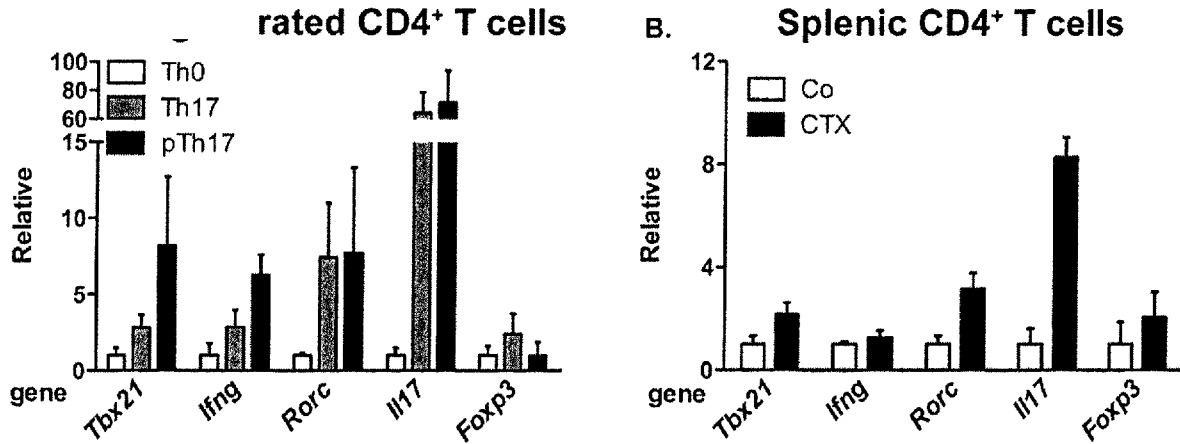 rated CD4⁺ T cells
100
80
60
15
10
5
0
Relative
Th0
Th17
pTh17
gene
Tbx21
Ifng
Rorc
Il17
Foxp3
B.
Splenic CD4⁺ T cells
12
8
4
0
Relative
Co
CTX
gene
Tbx21
Ifng
Rorc
Il17
Foxp3